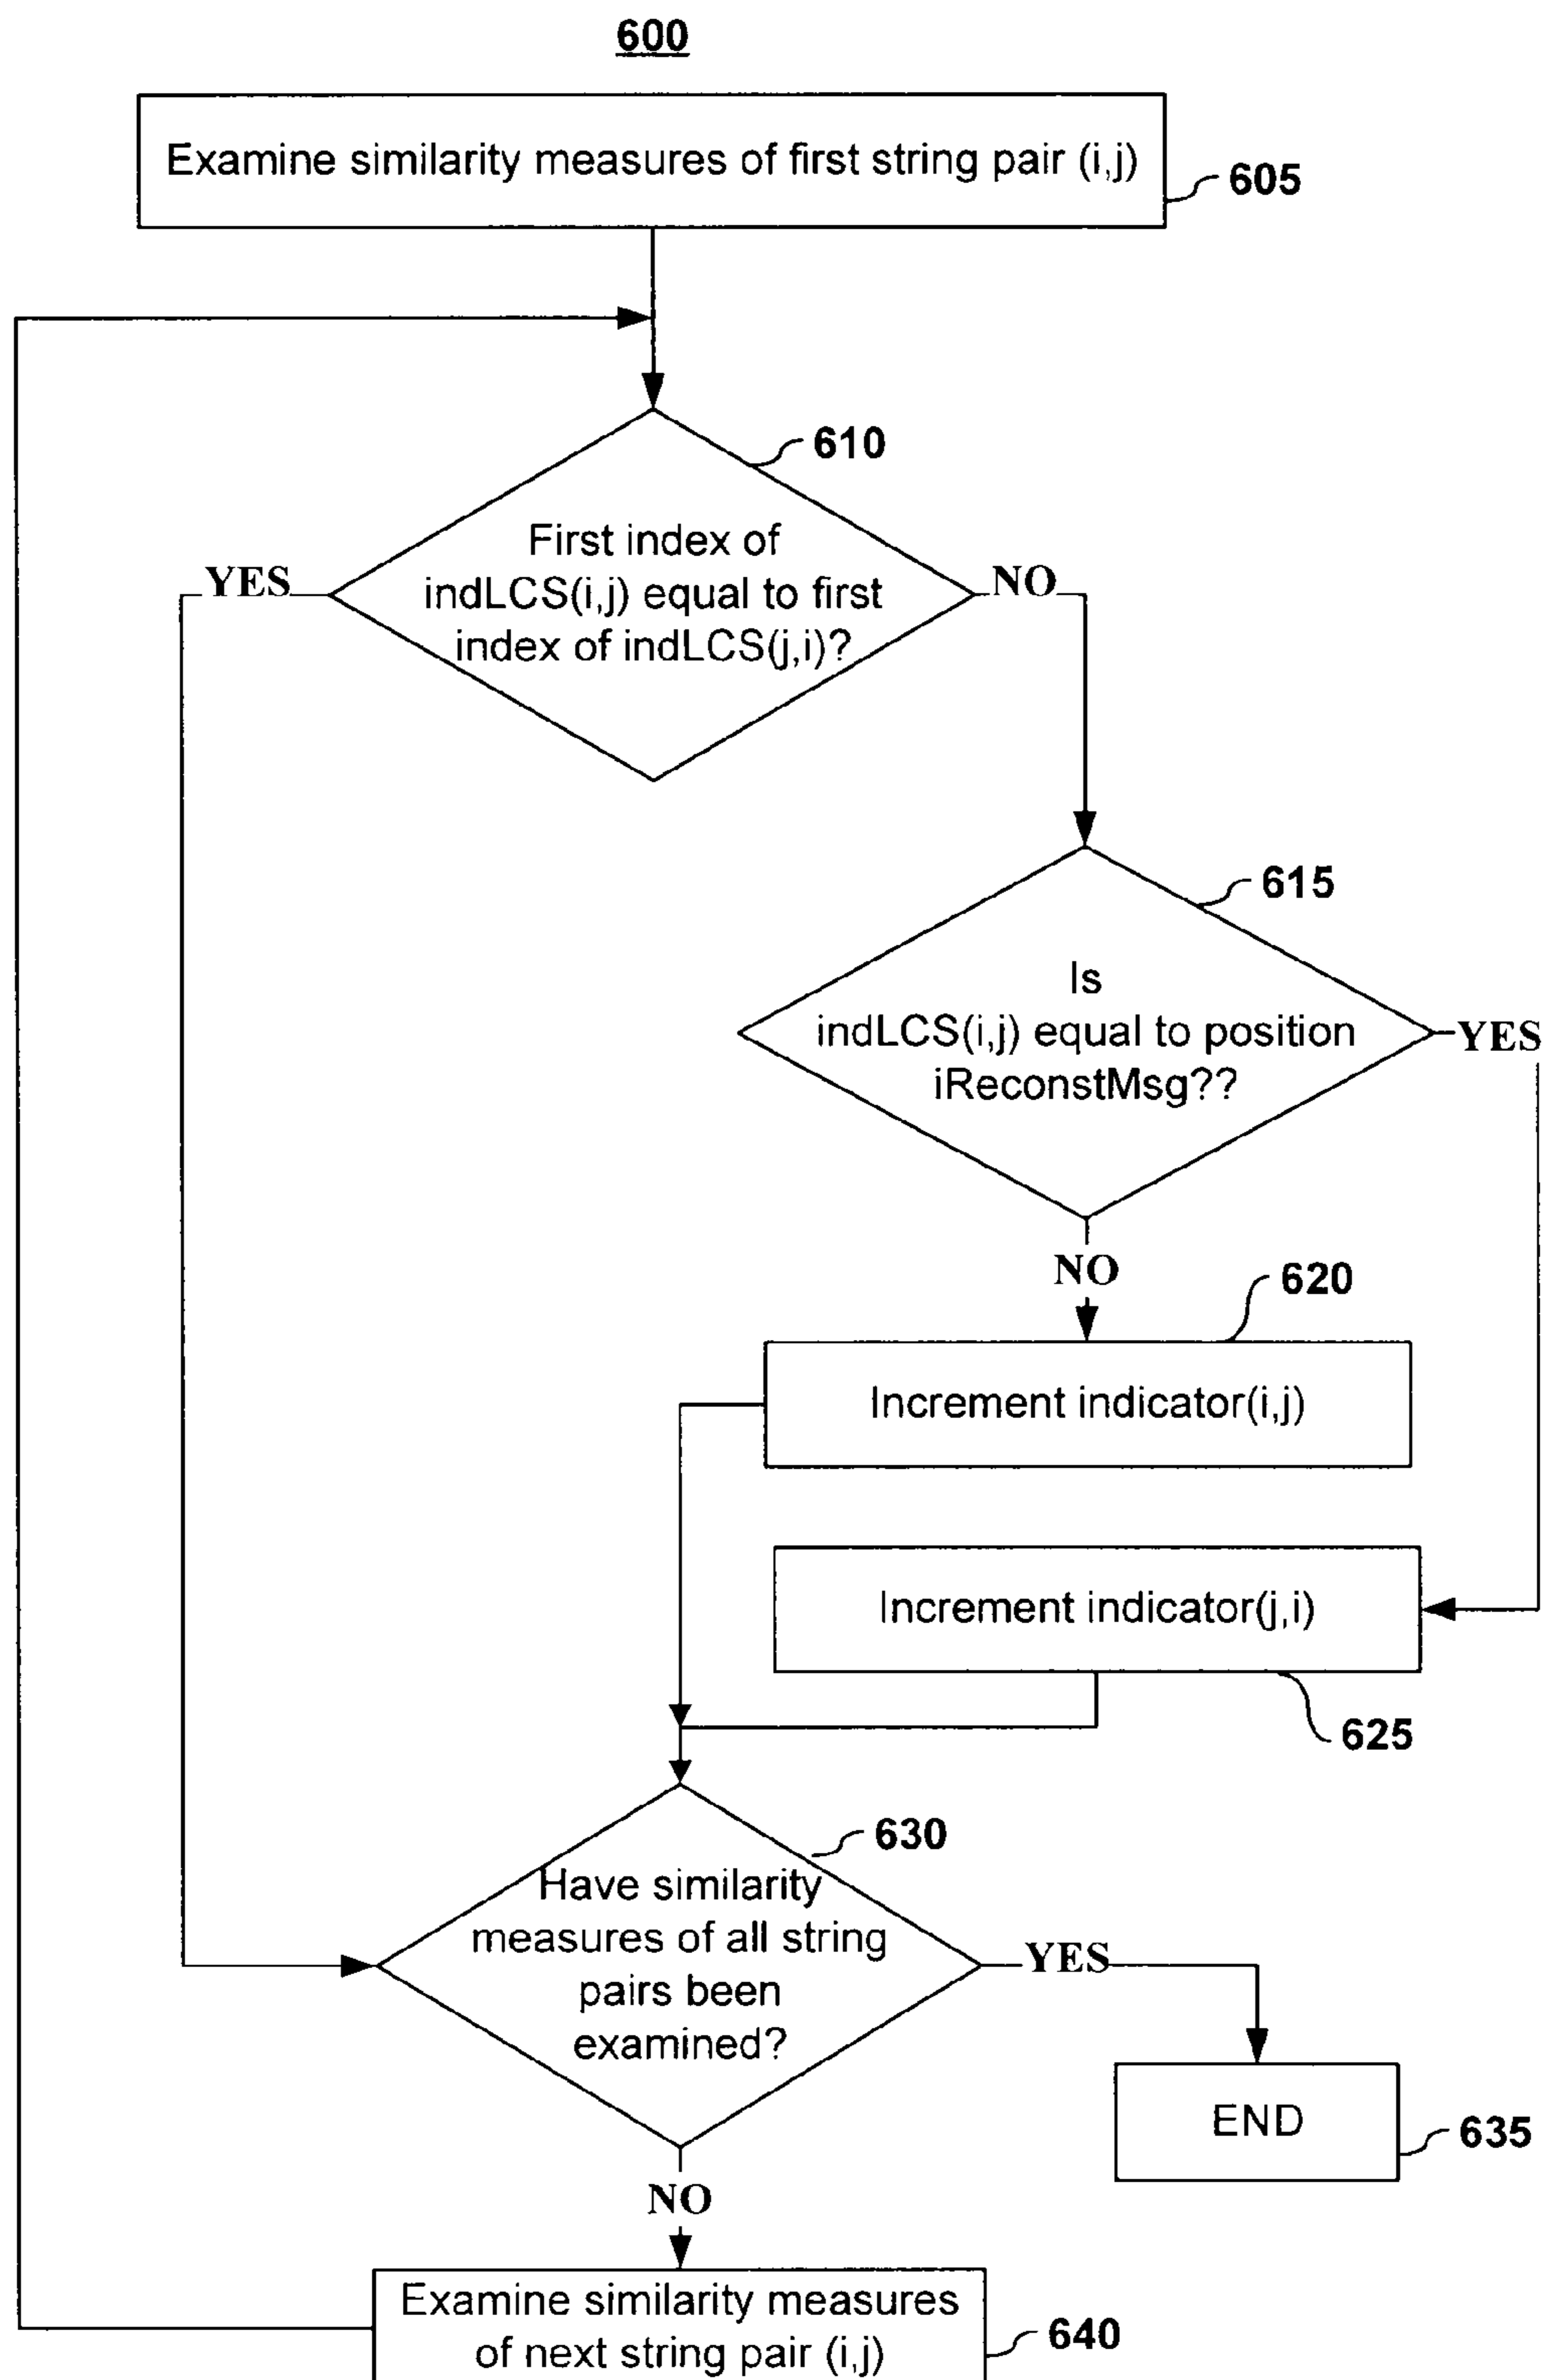 600
Examine similarity measures of first string pair (i,j)
605
610
First index of
indLCS(i,j) equal to first
index of indLCS(j,i)?
YES
NO
615
Is
indLCS(i,j) equal to position
iReconstMsg??
YES
NO
620
Increment indicator(i,j)
Increment indicator(j,i)
625
630
Have similarity
measures of all string
pairs been
examined?
YES
END
635
NO
Examine similarity measures
of next string pair (i,j)
640